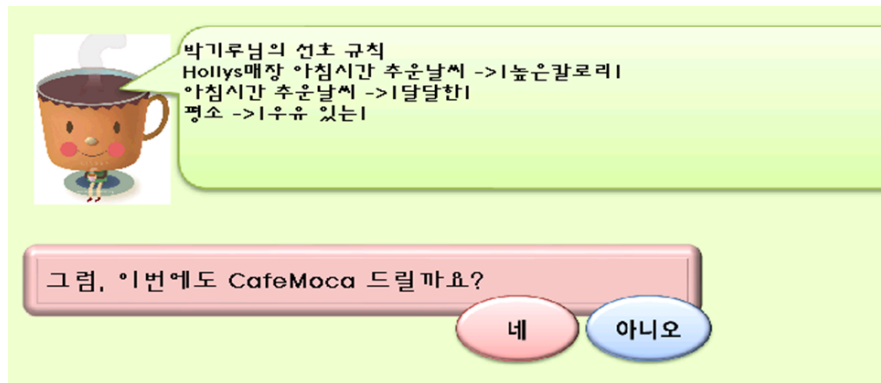 박기루님의 선호 규칙
Hollys매장 아침시간 추운날씨 ->|높은칼로리|
아침시간 추운날씨 ->|달달한|
평소 ->|우유 있는|
그럼, 이번에도 CafeMoca 드릴까요?
네
아니오